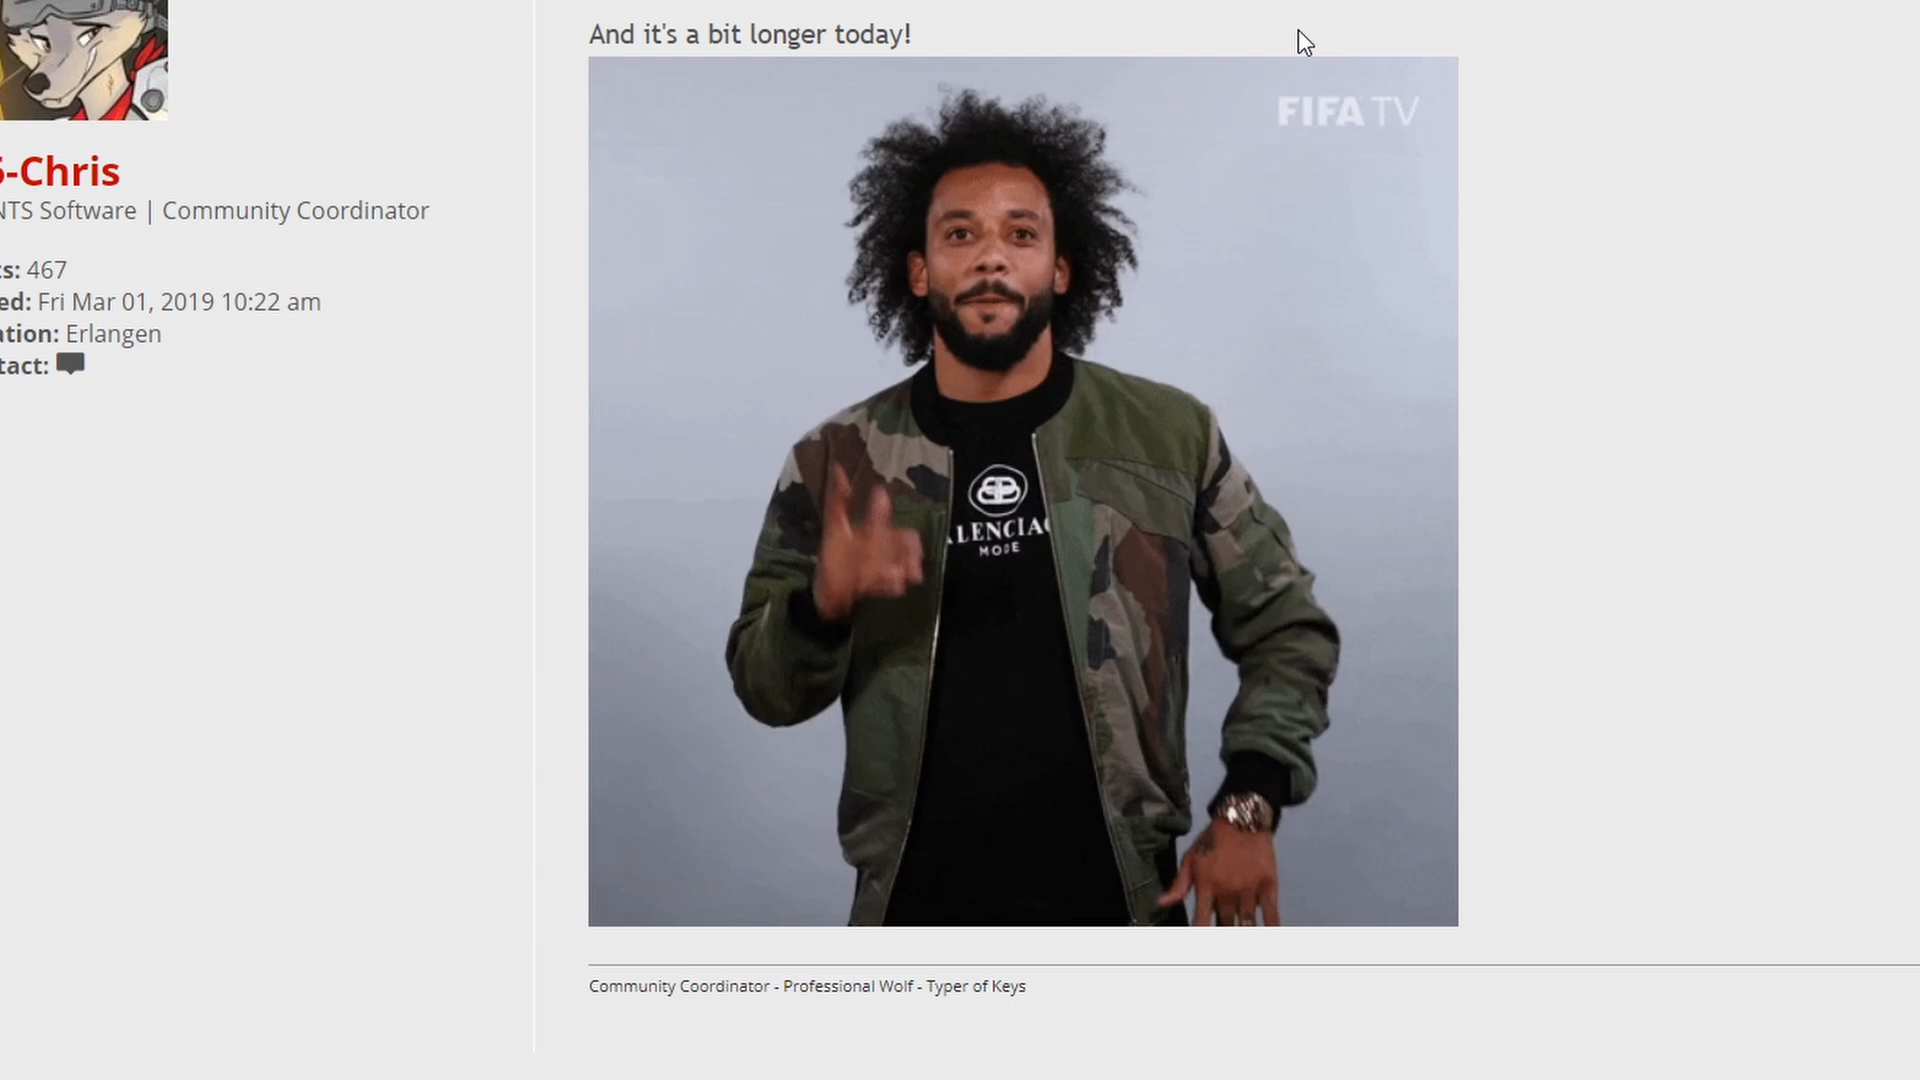 And it's a bit longer today!
FIFA TV
-Chris
NTS Software | Community Coordinator
ts: 467
ed: Fri Mar 01, 2019 10:22 am
ation: Erlangen
tact:
ALENCIAG
MODE
Community Coordinator - Professional Wolf - Typer of Keys